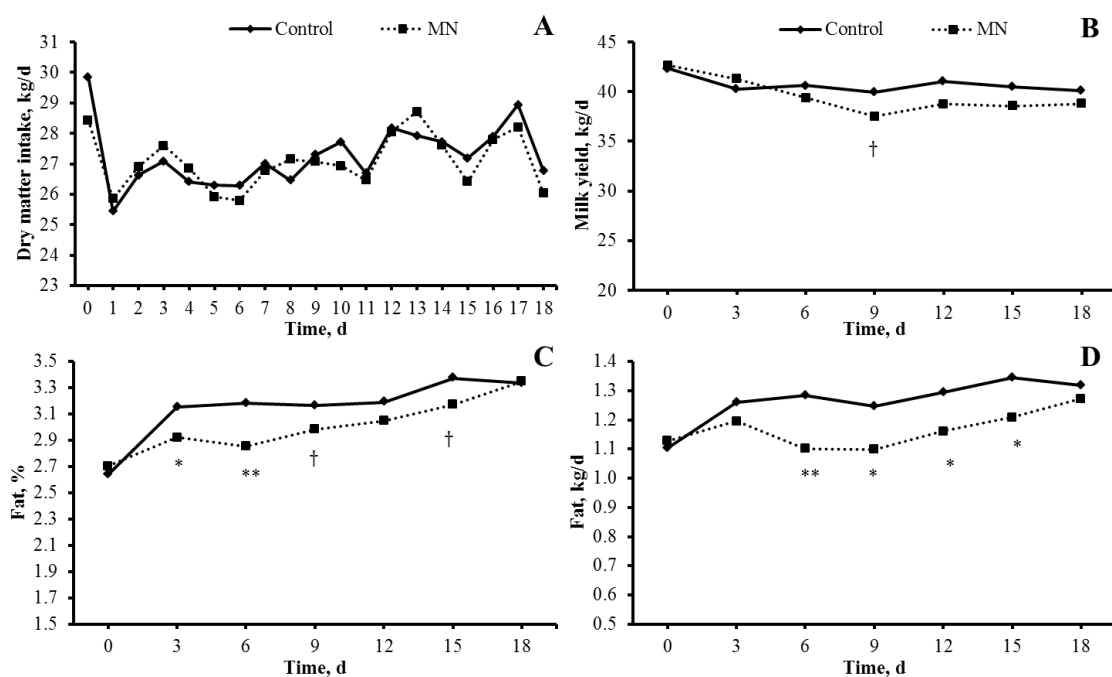 Control MN A
Dry matter intake, kg/d
31
30
29
28
27
26
25
24
23
0 1 2 3 4 5 6 7 8 9 10 11 12 13 14 15 16 17 18
Time, d
Control MN B
Milk yield, kg/d
45
40
35
30
25
20
†
0 3 6 9 12 15 18
Time, d
C
Fat, %
3.5
3.3
3.1
2.9
2.7
2.5
2.3
2.1
1.9
1.7
1.5
* ** † †
0 3 6 9 12 15 18
Time, d
D
Fat, kg/d
1.4
1.3
1.2
1.1
1.0
0.9
0.8
0.7
0.6
0.5
** * * *
0 3 6 9 12 15 18
Time, d